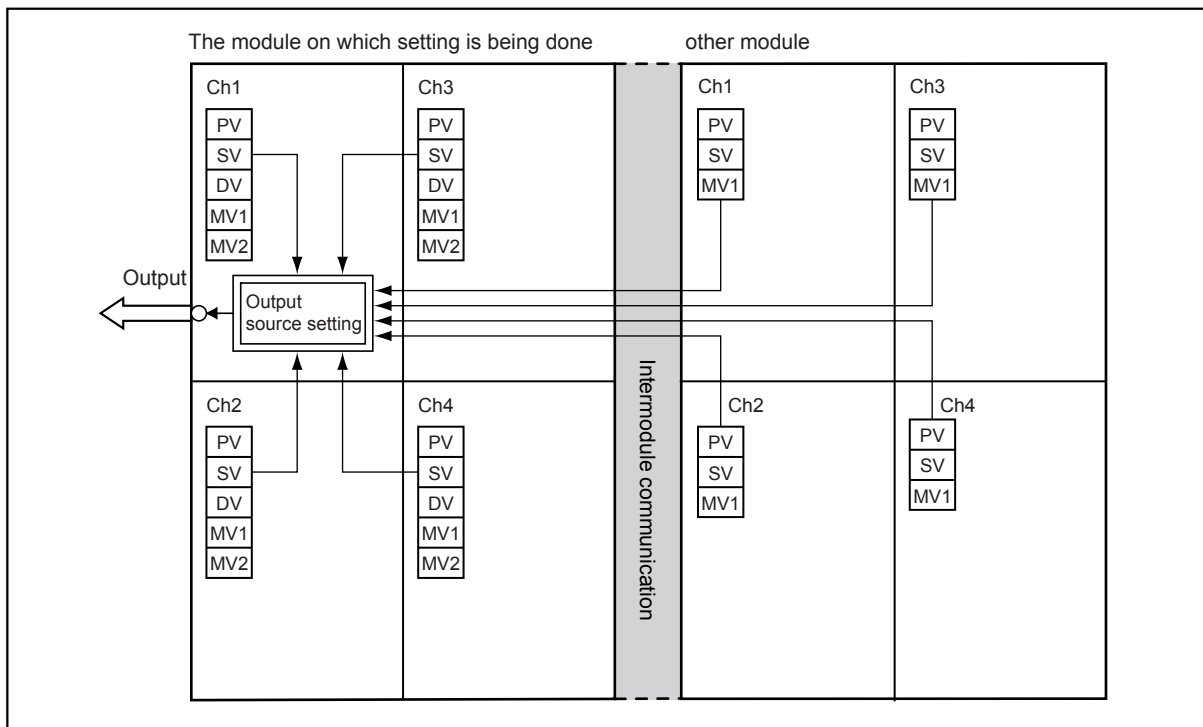 The module on which setting is being done
other module
Ch1
PV
SV
DV
MV1
MV2
Ch3
PV
SV
DV
MV1
MV2
Ch1
PV
SV
MV1
Ch3
PV
SV
MV1
Output
Output
source setting
Intermodule communication
Ch2
PV
SV
DV
MV1
MV2
Ch4
PV
SV
DV
MV1
MV2
Ch2
PV
SV
MV1
Ch4
PV
SV
MV1